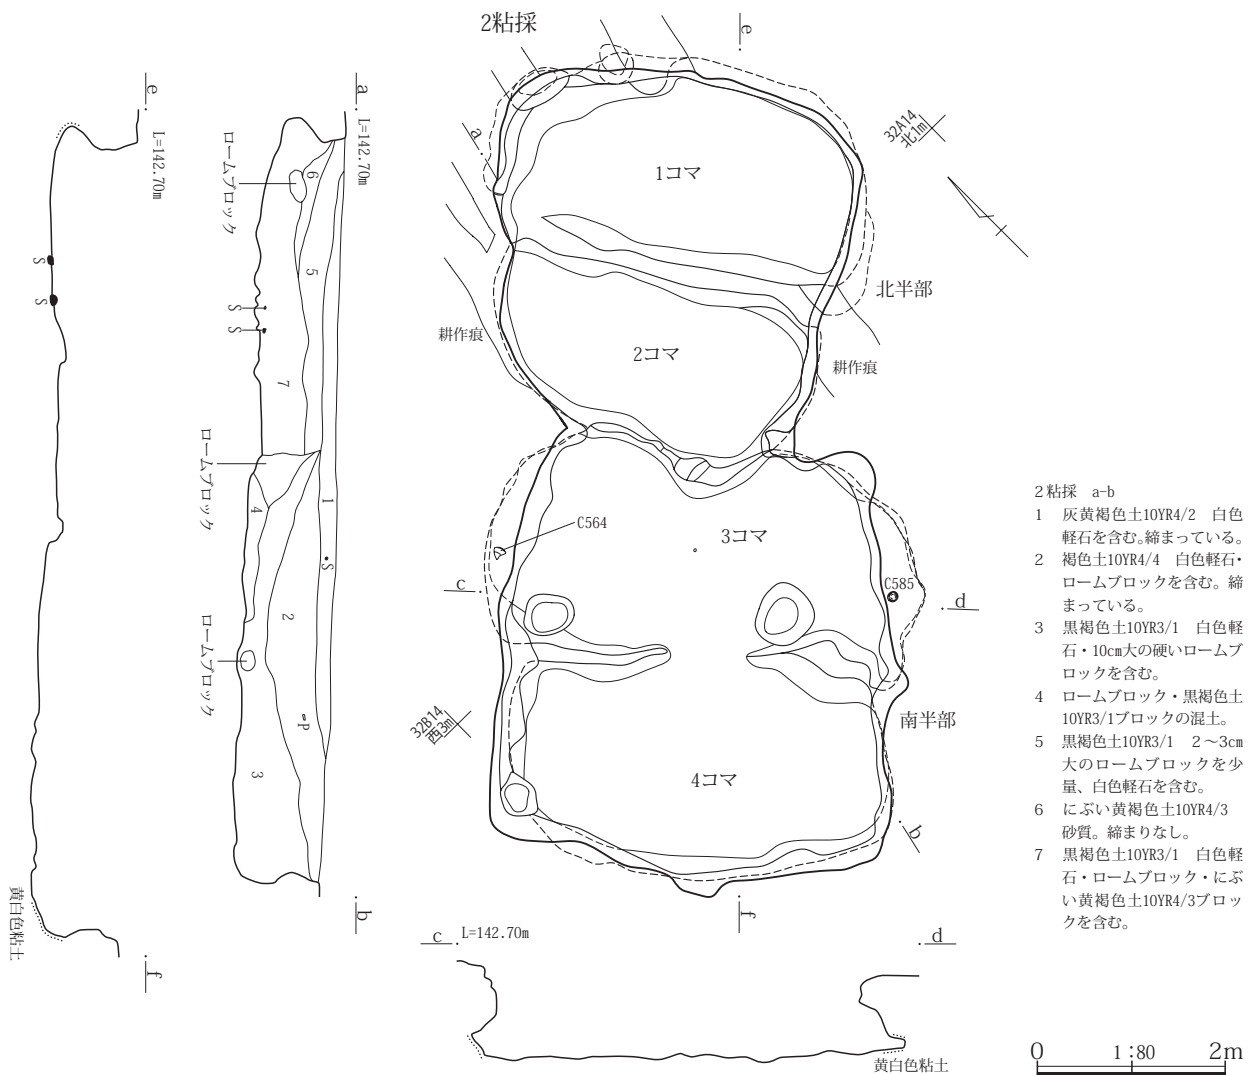 2粘採
e
e
a
L=142.70m
L=142.70m
ロームブロック
6
5
S
S
S
S
7
ロームブロック
4
1
S
2
ロームブロック
P
3
黄白色粘土
f
b
a
1コマ
32A14
北1m
北半部
耕作痕
2コマ
耕作痕
C564
3コマ
C585
c
d
32B14
西3m
南半部
4コマ
b
f
c
L=142.70m
d
黄白色粘土
2粘採 a-b
1 灰黄褐色土10YR4/2 白色
軽石を含む。締まっている。
2 褐色土10YR4/4 白色軽石・
ロームブロックを含む。締
まっている。
3 黒褐色土10YR3/1 白色軽
石・10cm大の硬いロームブ
ロックを含む。
4 ロームブロック・黒褐色土
10YR3/1ブロックの混土。
5 黒褐色土10YR3/1 2〜3cm
大のロームブロックを少
量、白色軽石を含む。
6 にぶい黄褐色土10YR4/3
砂質。締まりなし。
7 黒褐色土10YR3/1 白色軽
石・ロームブロック・にぶ
い黄褐色土10YR4/3ブロッ
クを含む。
0 1:80 2m